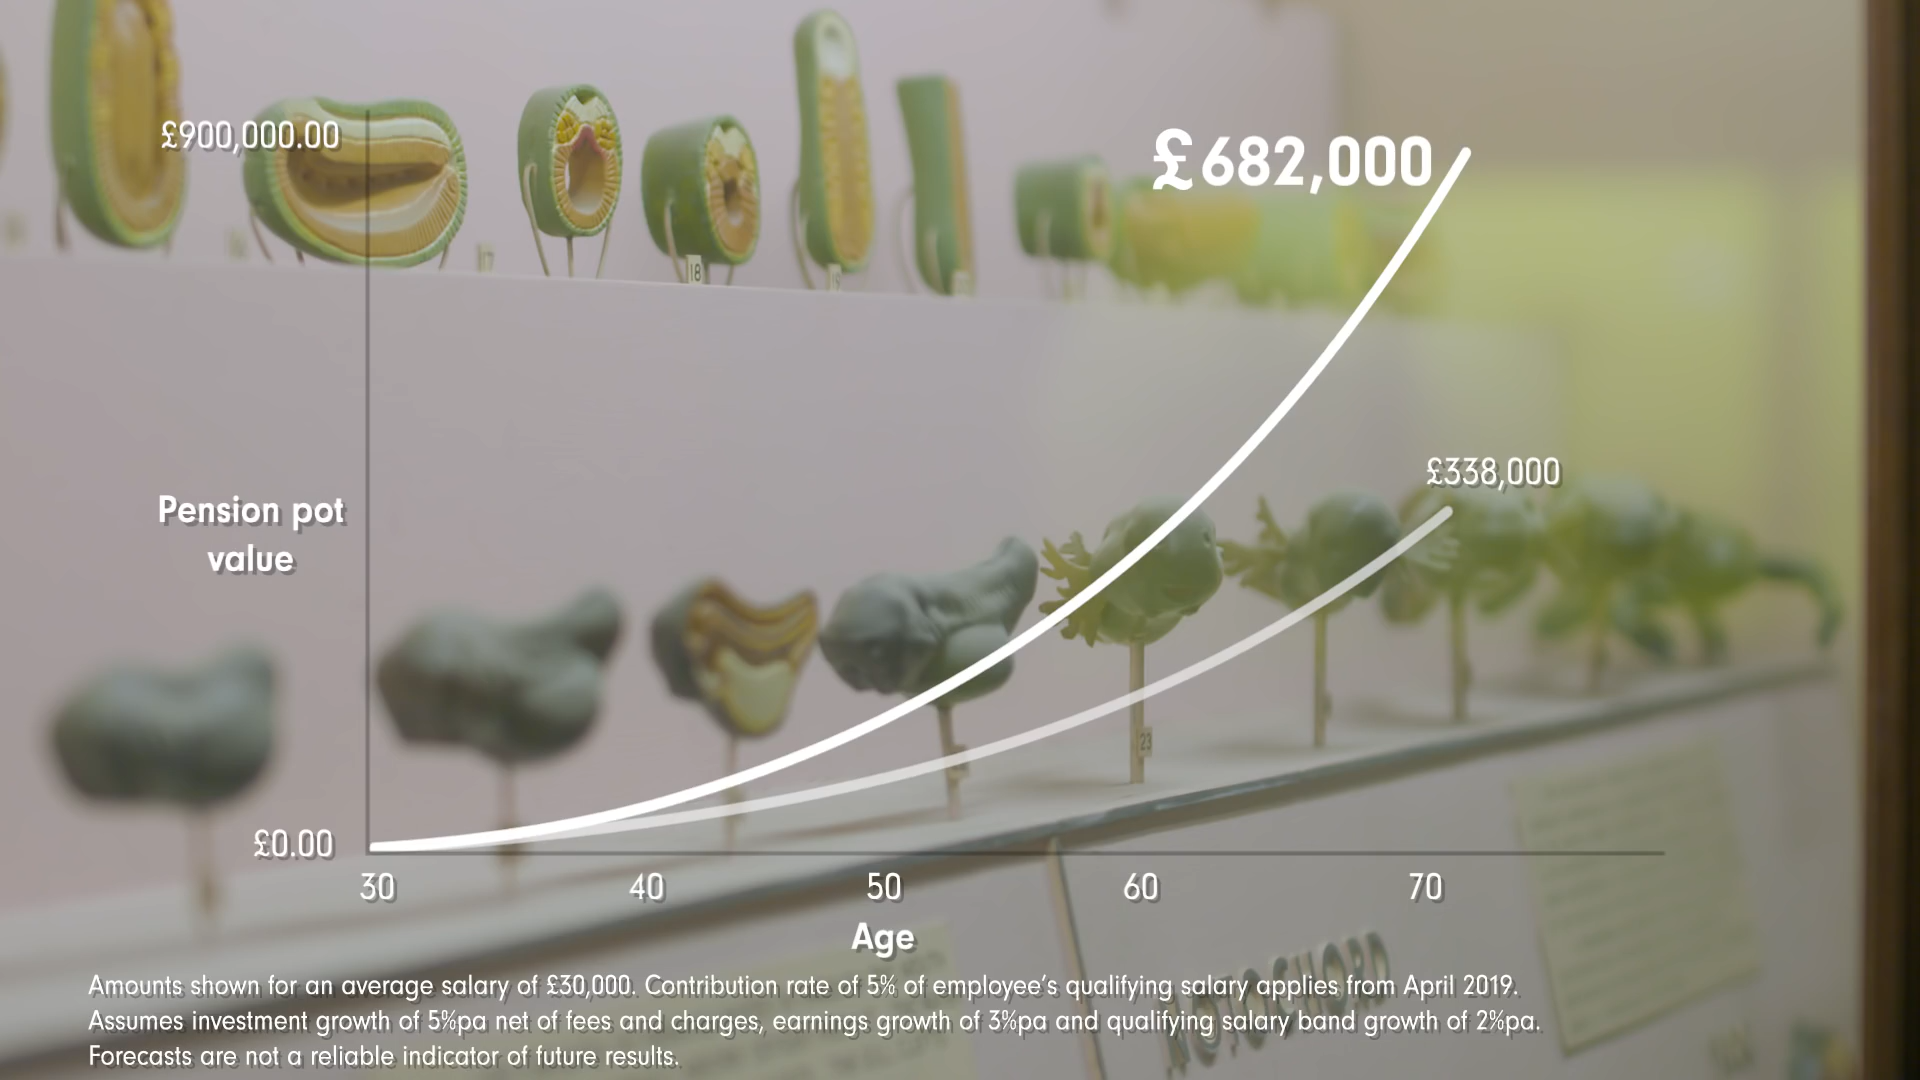 £900,000.00
£682,000
18
£338,000
Pension pot
value
23
£0.00
30 40 50 60 70
Age
NOTOCHORD
Amounts shown for an average salary of £30,000. Contribution rate of 5% of employee's qualifying salary applies from April 2019.
Assumes investment growth of 5%pa net of fees and charges, earnings growth of 3%pa and qualifying salary band growth of 2%pa.
Forecasts are not a reliable indicator of future results.